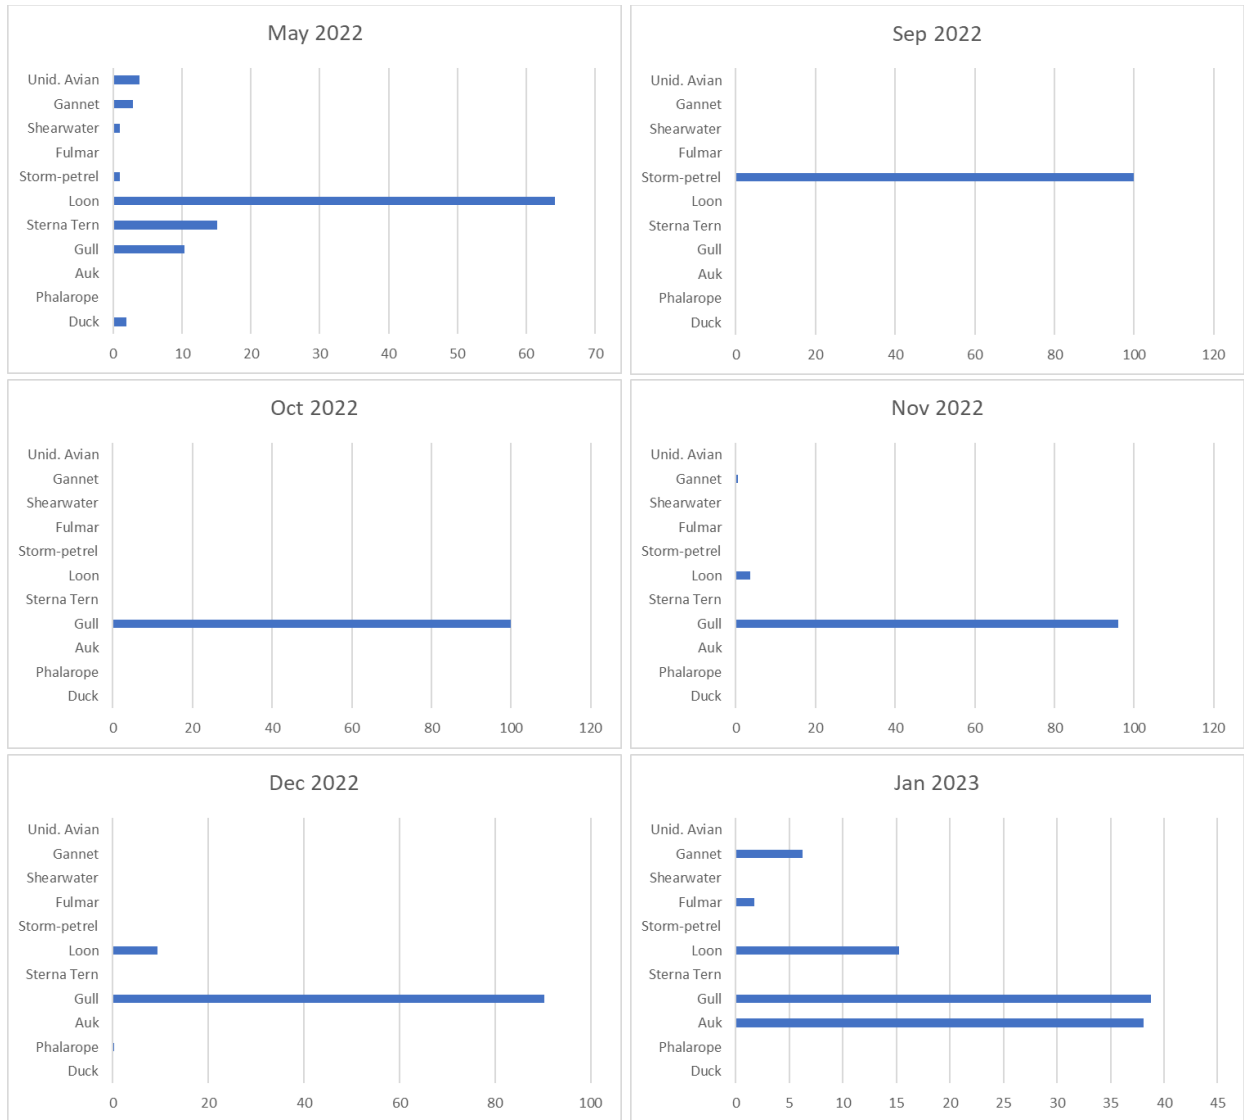 May 2022
Unid. Avian
Gannet
Shearwater
Fulmar
Storm-petrel
Loon
Sterna Tern
Gull
Auk
Phalarope
Duck
0 10 20 30 40 50 60 70
Sep 2022
Unid. Avian
Gannet
Shearwater
Fulmar
Storm-petrel
Loon
Sterna Tern
Gull
Auk
Phalarope
Duck
0 20 40 60 80 100 120
Oct 2022
Unid. Avian
Gannet
Shearwater
Fulmar
Storm-petrel
Loon
Sterna Tern
Gull
Auk
Phalarope
Duck
0 20 40 60 80 100 120
Nov 2022
Unid. Avian
Gannet
Shearwater
Fulmar
Storm-petrel
Loon
Sterna Tern
Gull
Auk
Phalarope
Duck
0 20 40 60 80 100 120
Dec 2022
Unid. Avian
Gannet
Shearwater
Fulmar
Storm-petrel
Loon
Sterna Tern
Gull
Auk
Phalarope
Duck
0 20 40 60 80 100
Jan 2023
Unid. Avian
Gannet
Shearwater
Fulmar
Storm-petrel
Loon
Sterna Tern
Gull
Auk
Phalarope
Duck
0 5 10 15 20 25 30 35 40 45